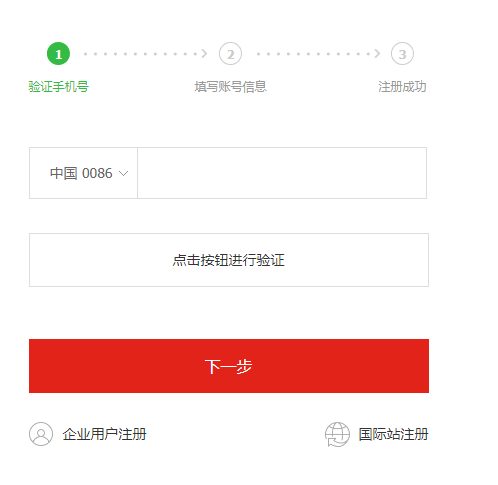 1 2 3
验证手机号 填写账号信息 注册成功
中国 0086
点击按钮进行验证
下一步
企业用户注册 国际站注册